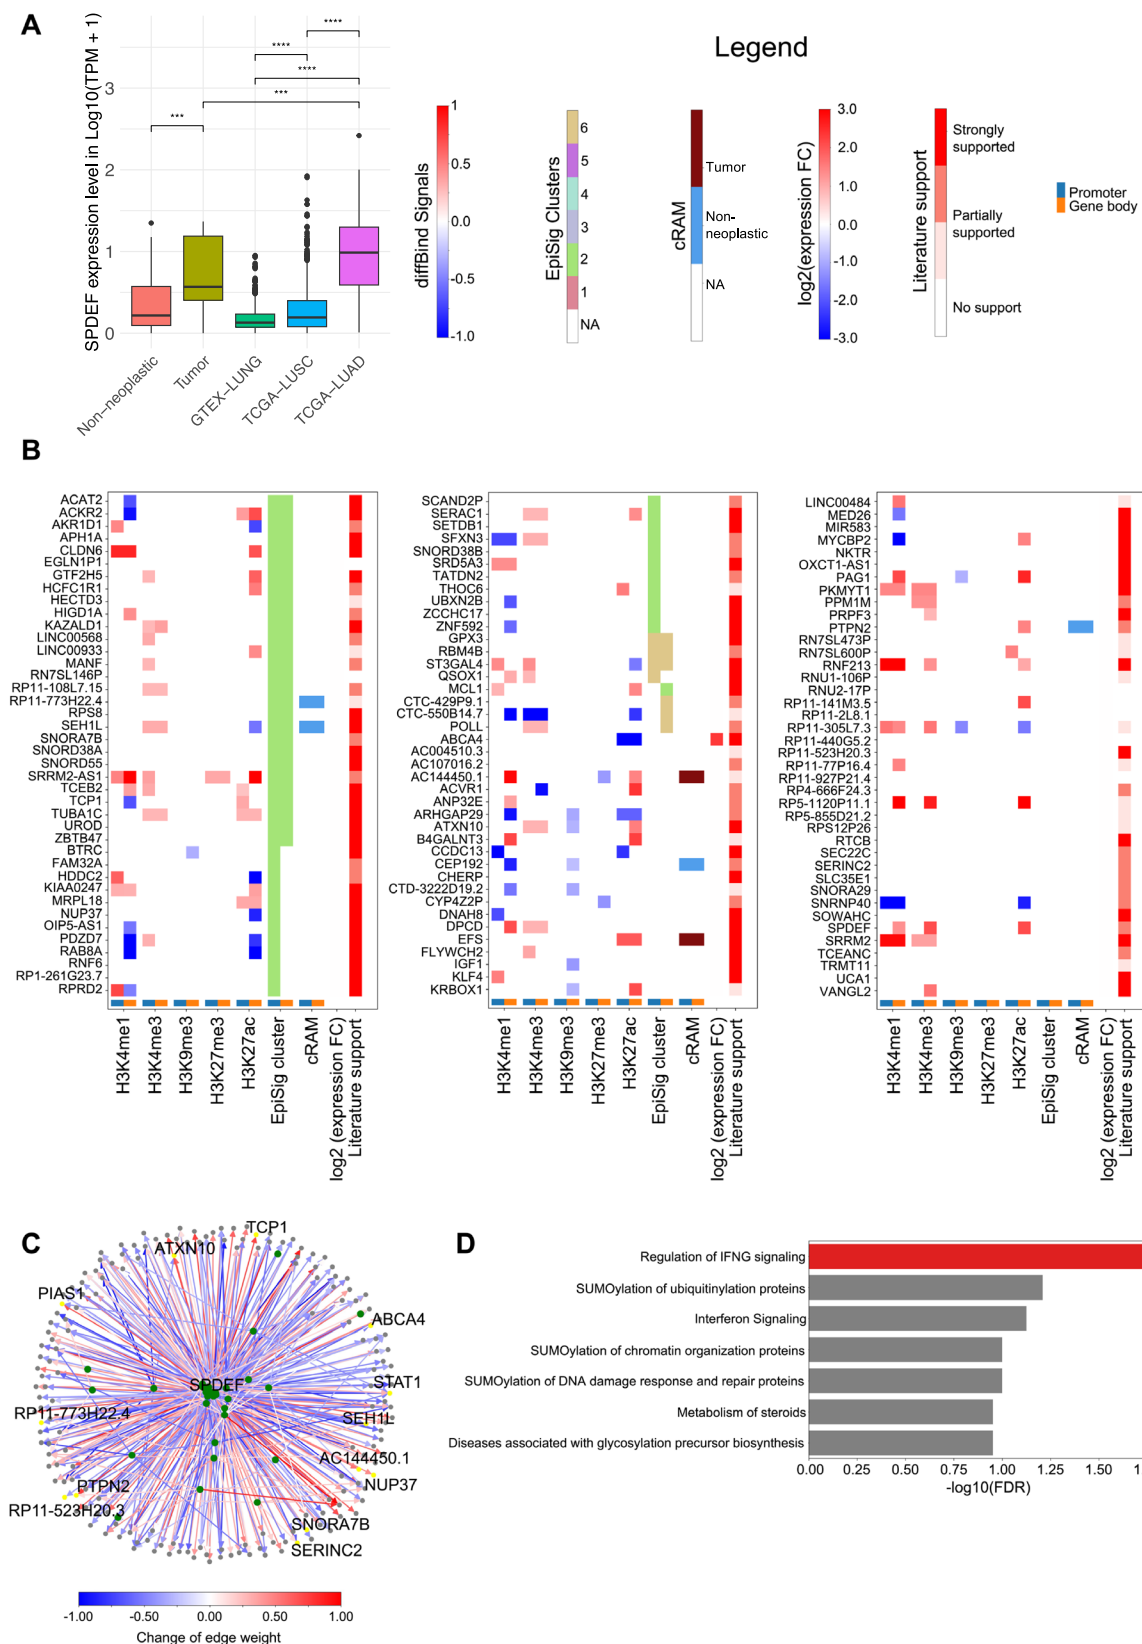 A
SPDEF expression level in Log10(TPM + 1)
3
2
1
0
***
****
****
***
****
Non−neoplastic
Tumor
GTEX−LUNG
TCGA−LUSC
TCGA−LUAD
Legend
diffBind Signals
1
0.5
0.0
-0.5
-1.0
EpiSig Clusters
6
5
4
3
2
1
NA
cRAM
Tumor
Non-
neoplastic
NA
log2(expression FC)
3.0
2.0
1.0
0.0
-1.0
-2.0
-3.0
Literature support
Strongly
supported
Partially
supported
No support
Promoter
Gene body
B
ACAT2
ACKR2
AKR1D1
APH1A
CLDN6
EGLN1P1
GTF2H5
HCFC1R1
HECTD3
HIGD1A
KAZALD1
LINC00568
LINC00933
MANF
RN7SL146P
RP11-108L7.15
RP11-773H22.4
RPS8
SEH1L
SNORA7B
SNORD38A
SNORD55
SRRM2-AS1
TCEB2
TCP1
TUBA1C
UROD
ZBTB47
BTRC
FAM32A
HDDC2
KIAA0247
MRPL18
NUP37
OIP5-AS1
PDZD7
RAB8A
RNF6
RP1-261G23.7
RPRD2
H3K4me1
H3K4me3
H3K9me3
H3K27me3
H3K27ac
EpiSig cluster
cRAM
log2 (expression FC)
Literature support
SCAND2P
SERAC1
SETDB1
SFXN3
SNORD38B
SRD5A3
TATDN2
THOC6
UBXN2B
ZCCHC17
ZNF592
GPX3
RBM4B
ST3GAL4
QSOX1
MCL1
CTC-429P9.1
CTC-550B14.7
POLL
ABCA4
AC004510.3
AC107016.2
AC144450.1
ACVR1
ANP32E
ARHGAP29
ATXN10
B4GALNT3
CCDC13
CEP192
CHERP
CTD-3222D19.2
CYP4Z2P
DNAH8
DPCD
EFS
FLYWCH2
IGF1
KLF4
KRBOX1
H3K4me1
H3K4me3
H3K9me3
H3K27me3
H3K27ac
EpiSig cluster
cRAM
log2 (expression FC)
Literature support
LINC00484
MED26
MIR583
MYCBP2
NKTR
OXCT1-AS1
PAG1
PKMYT1
PPM1M
PRPF3
PTPN2
RN7SL473P
RN7SL600P
RNF213
RNU1-106P
RNU2-17P
RP11-141M3.5
RP11-2L8.1
RP11-305L7.3
RP11-440G5.2
RP11-523H20.3
RP11-77P16.4
RP11-927P21.4
RP4-666F24.3
RP5-1120P11.1
RP5-855D21.2
RPS12P26
RTCB
SEC22C
SERINC2
SLC35E1
SNORA29
SNRNP40
SOWAHC
SPDEF
SRRM2
TCEANC
TRMT11
UCA1
VANGL2
H3K4me1
H3K4me3
H3K9me3
H3K27me3
H3K27ac
EpiSig cluster
cRAM
log2 (expression FC)
Literature support
C
TCP1
ATXN10
PIAS1
ABCA4
SPDEF
STAT1
RP11-773H22.4
SEH1L
AC144450.1
PTPN2
NUP37
RP11-523H20.3
SNORA7B
SERINC2
-1.00
-0.50
0.00
0.50
1.00
Change of edge weight
D
Regulation of IFNG signaling
SUMOylation of ubiquitinylation proteins
Interferon Signaling
SUMOylation of chromatin organization proteins
SUMOylation of DNA damage response and repair proteins
Metabolism of steroids
Diseases associated with glycosylation precursor biosynthesis
0.00
0.25
0.50
0.75
1.00
1.25
1.50
-log10(FDR)